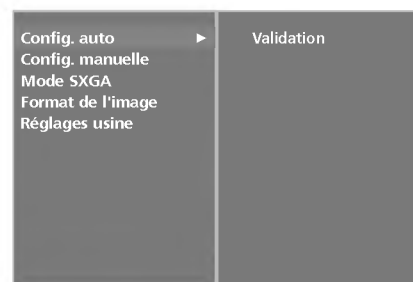 Config. auto ► Validation
Config. manuelle
Mode SXGA
Format de l'image
Réglages usine